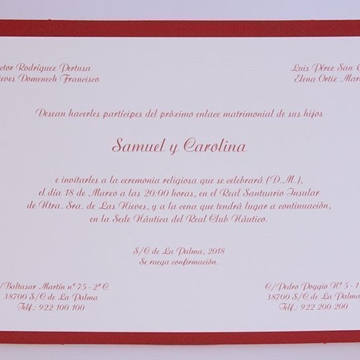 Rodríguez Pertusa
Domenech Francisco
Luis Pérez San
Elena Ortiz
Desean hacerles partícipes del próximo enlace matrimonial de sus hijos
Samuel y Carolina
e invitarles a la ceremonia religiosa que se celebrará (D.M.),
el día 18 de Marzo a las 20:00 horas, en el Real Santuario Insular
de Ntra. Sra. de Las Nieves, y a la cena que tendrá lugar a continuación,
en la Sede Náutica del Real Club Náutico.
S/C de La Palma, 2018
Se ruega confirmación.
C/Baltasar Martín nº 75 - 2º C
38700 S/C de La Palma
Telf.: 922 100 100
C/Pedro Poggio Nº 5 - 1
38700 S/C de La Palma
Telf.: 922 200 200